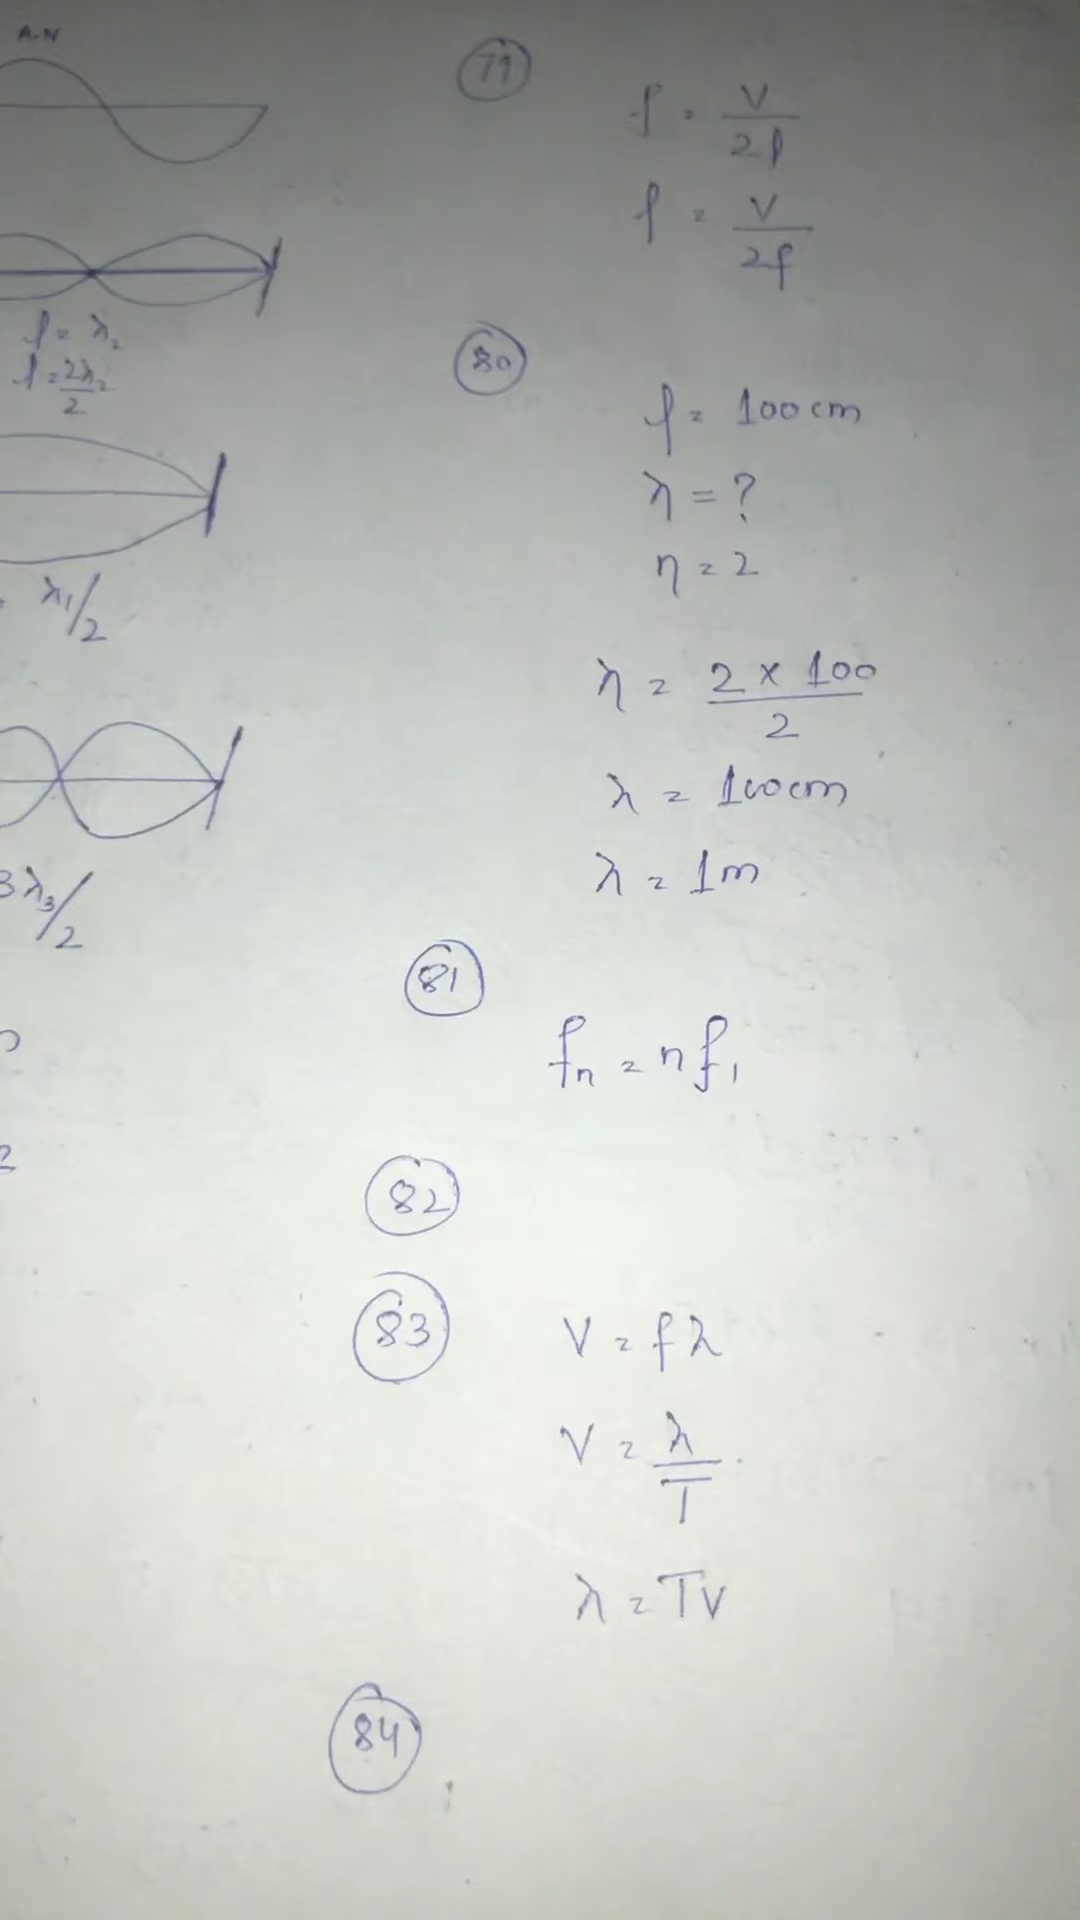 A.N
l = λ₂
l = 2λ₂/2
λ₁/2
3λ₃/2
79
f = v/2l
l = v/2f
80
l = 100 cm
λ = ?
n = 2
λ = 2 × 100/2
λ = 100 cm
λ = 1m
81
fn = nf₁
82
83
V = fλ
V = λ/T
λ = TV
84